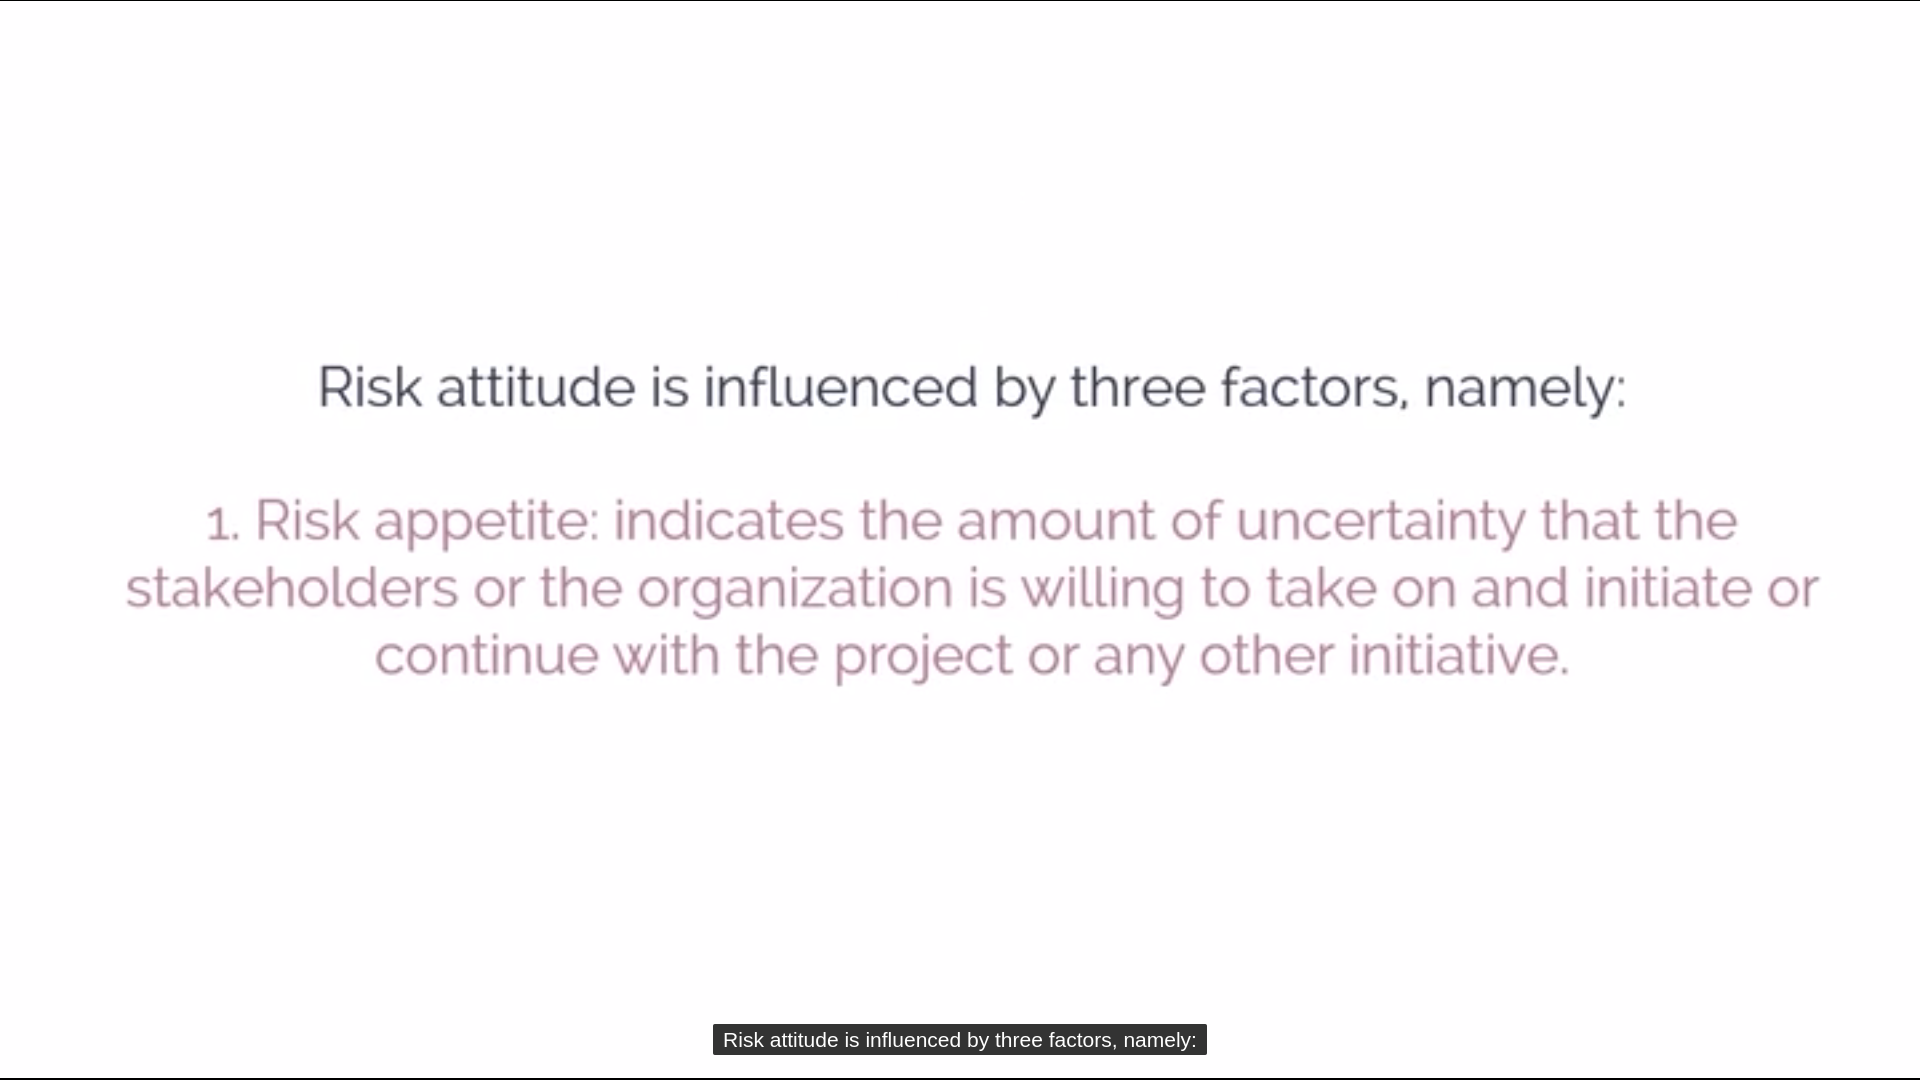 Risk attitude is influenced by three factors, namely:
1. Risk appetite: indicates the amount of uncertainty that the
stakeholders or the organization is willing to take on and initiate or
continue with the project or any other initiative.
Risk attitude is influenced by three factors, namely: